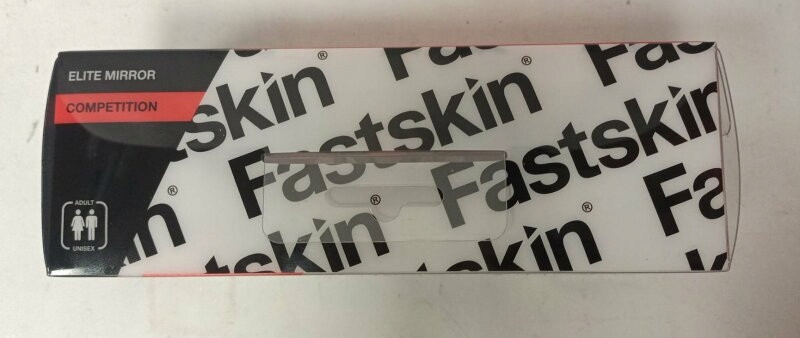 ELITE MIRROR
COMPETITION
ADULT
UNISEX
Fastskin®
Fastskin®
Fastskin®